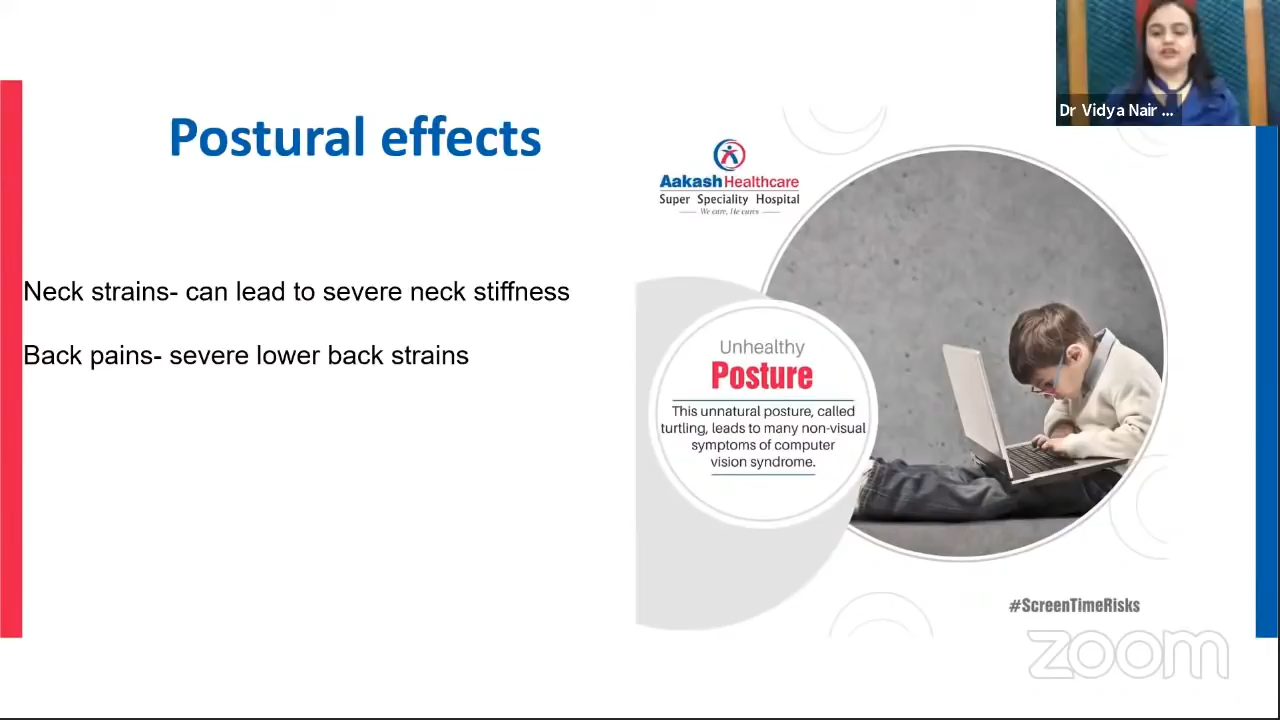 Dr Vidya Nair ...
Postural effects
Aakash Healthcare
Super Speciality Hospital
We care, He cures
Neck strains- can lead to severe neck stiffness
Back pains- severe lower back strains
Unhealthy
Posture
This unnatural posture, called
turtling, leads to many non-visual
symptoms of computer
vision syndrome.
#ScreenTimeRisks
zoom